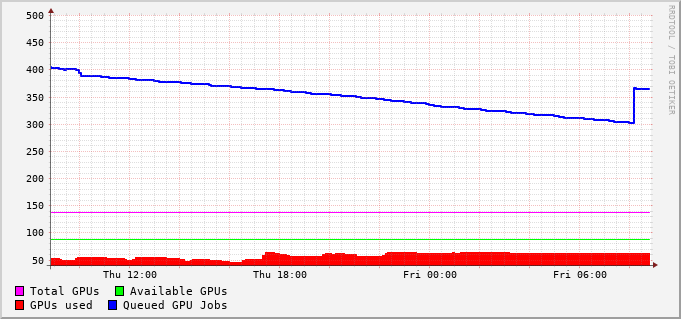 500
450
400
350
300
250
200
150
100
50
Thu 12:00 Thu 18:00 Fri 00:00 Fri 06:00
Total GPUs Available GPUs
GPUs used Queued GPU Jobs
RRDTOOL / TOBI OETIKER